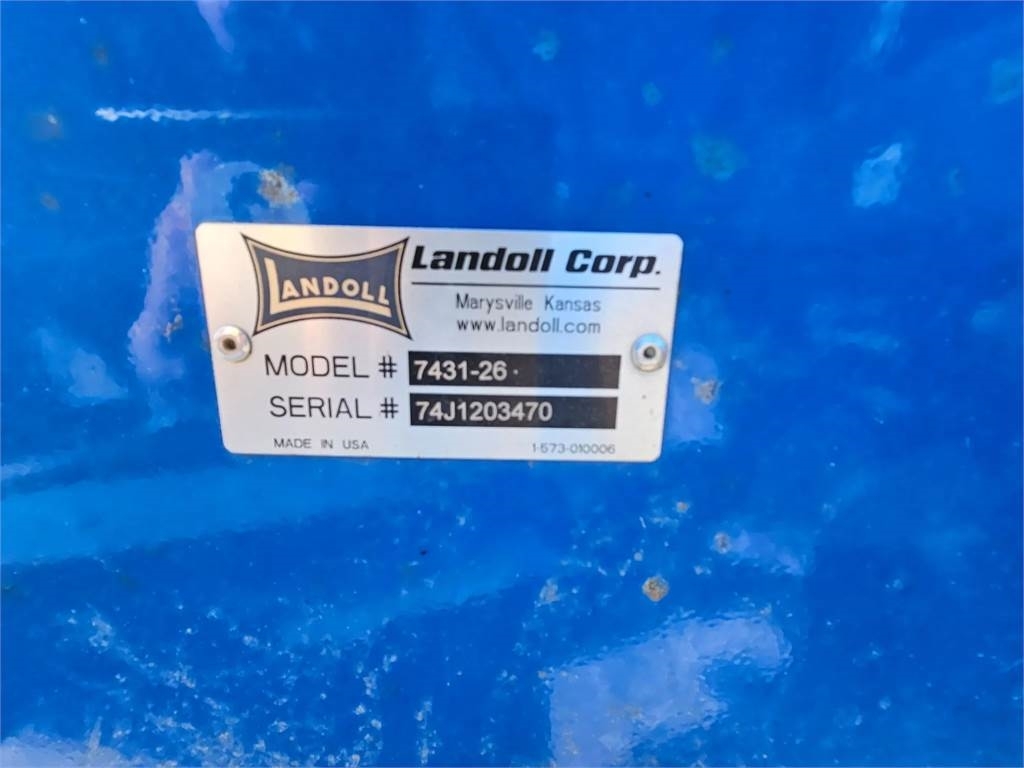 LANDOLL
Landoll Corp.
Marysville Kansas
www.landoll.com
MODEL # 7431-26
SERIAL # 74J1203470
MADE IN USA 1-573-010006